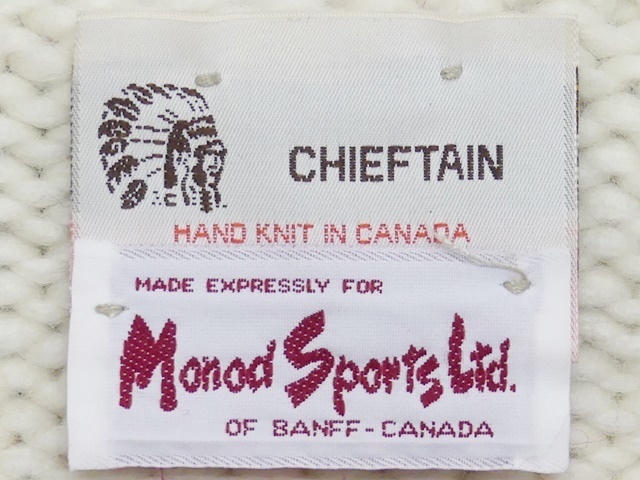 CHIEFTAIN
HAND KNIT IN CANADA
MADE EXPRESSLY FOR
Monod Sports Ltd.
OF BANFF-CANADA